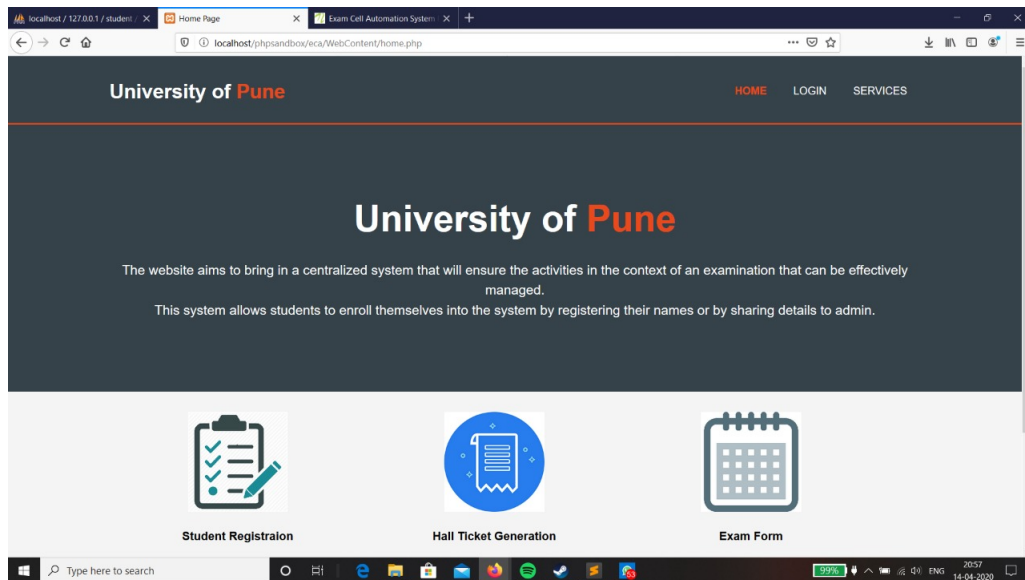 localhost / 127.0.0.1 / student /
Home Page
Exam Cell Automation System
localhost/phpsandbox/eca/WebContent/home.php
University of Pune
HOME LOGIN SERVICES
University of Pune
The website aims to bring in a centralized system that will ensure the activities in the context of an examination that can be effectively
managed.
This system allows students to enroll themselves into the system by registering their names or by sharing details to admin.
Student Registraion
Hall Ticket Generation
Exam Form
Type here to search
53
99%
ENG
20:57
14-04-2020